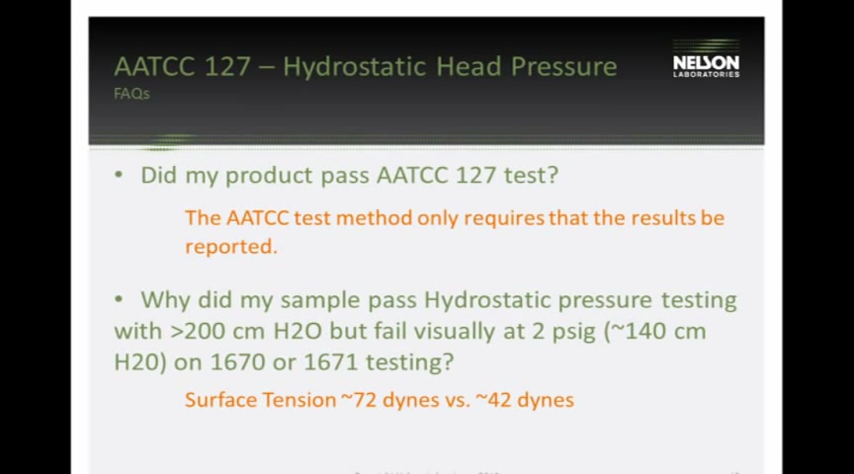 AATCC 127 – Hydrostatic Head Pressure
FAQs
NELSON
LABORATORIES
• Did my product pass AATCC 127 test?
The AATCC test method only requires that the results be
reported.
• Why did my sample pass Hydrostatic pressure testing
with >200 cm H2O but fail visually at 2 psig (~140 cm
H20) on 1670 or 1671 testing?
Surface Tension ~72 dynes vs. ~42 dynes